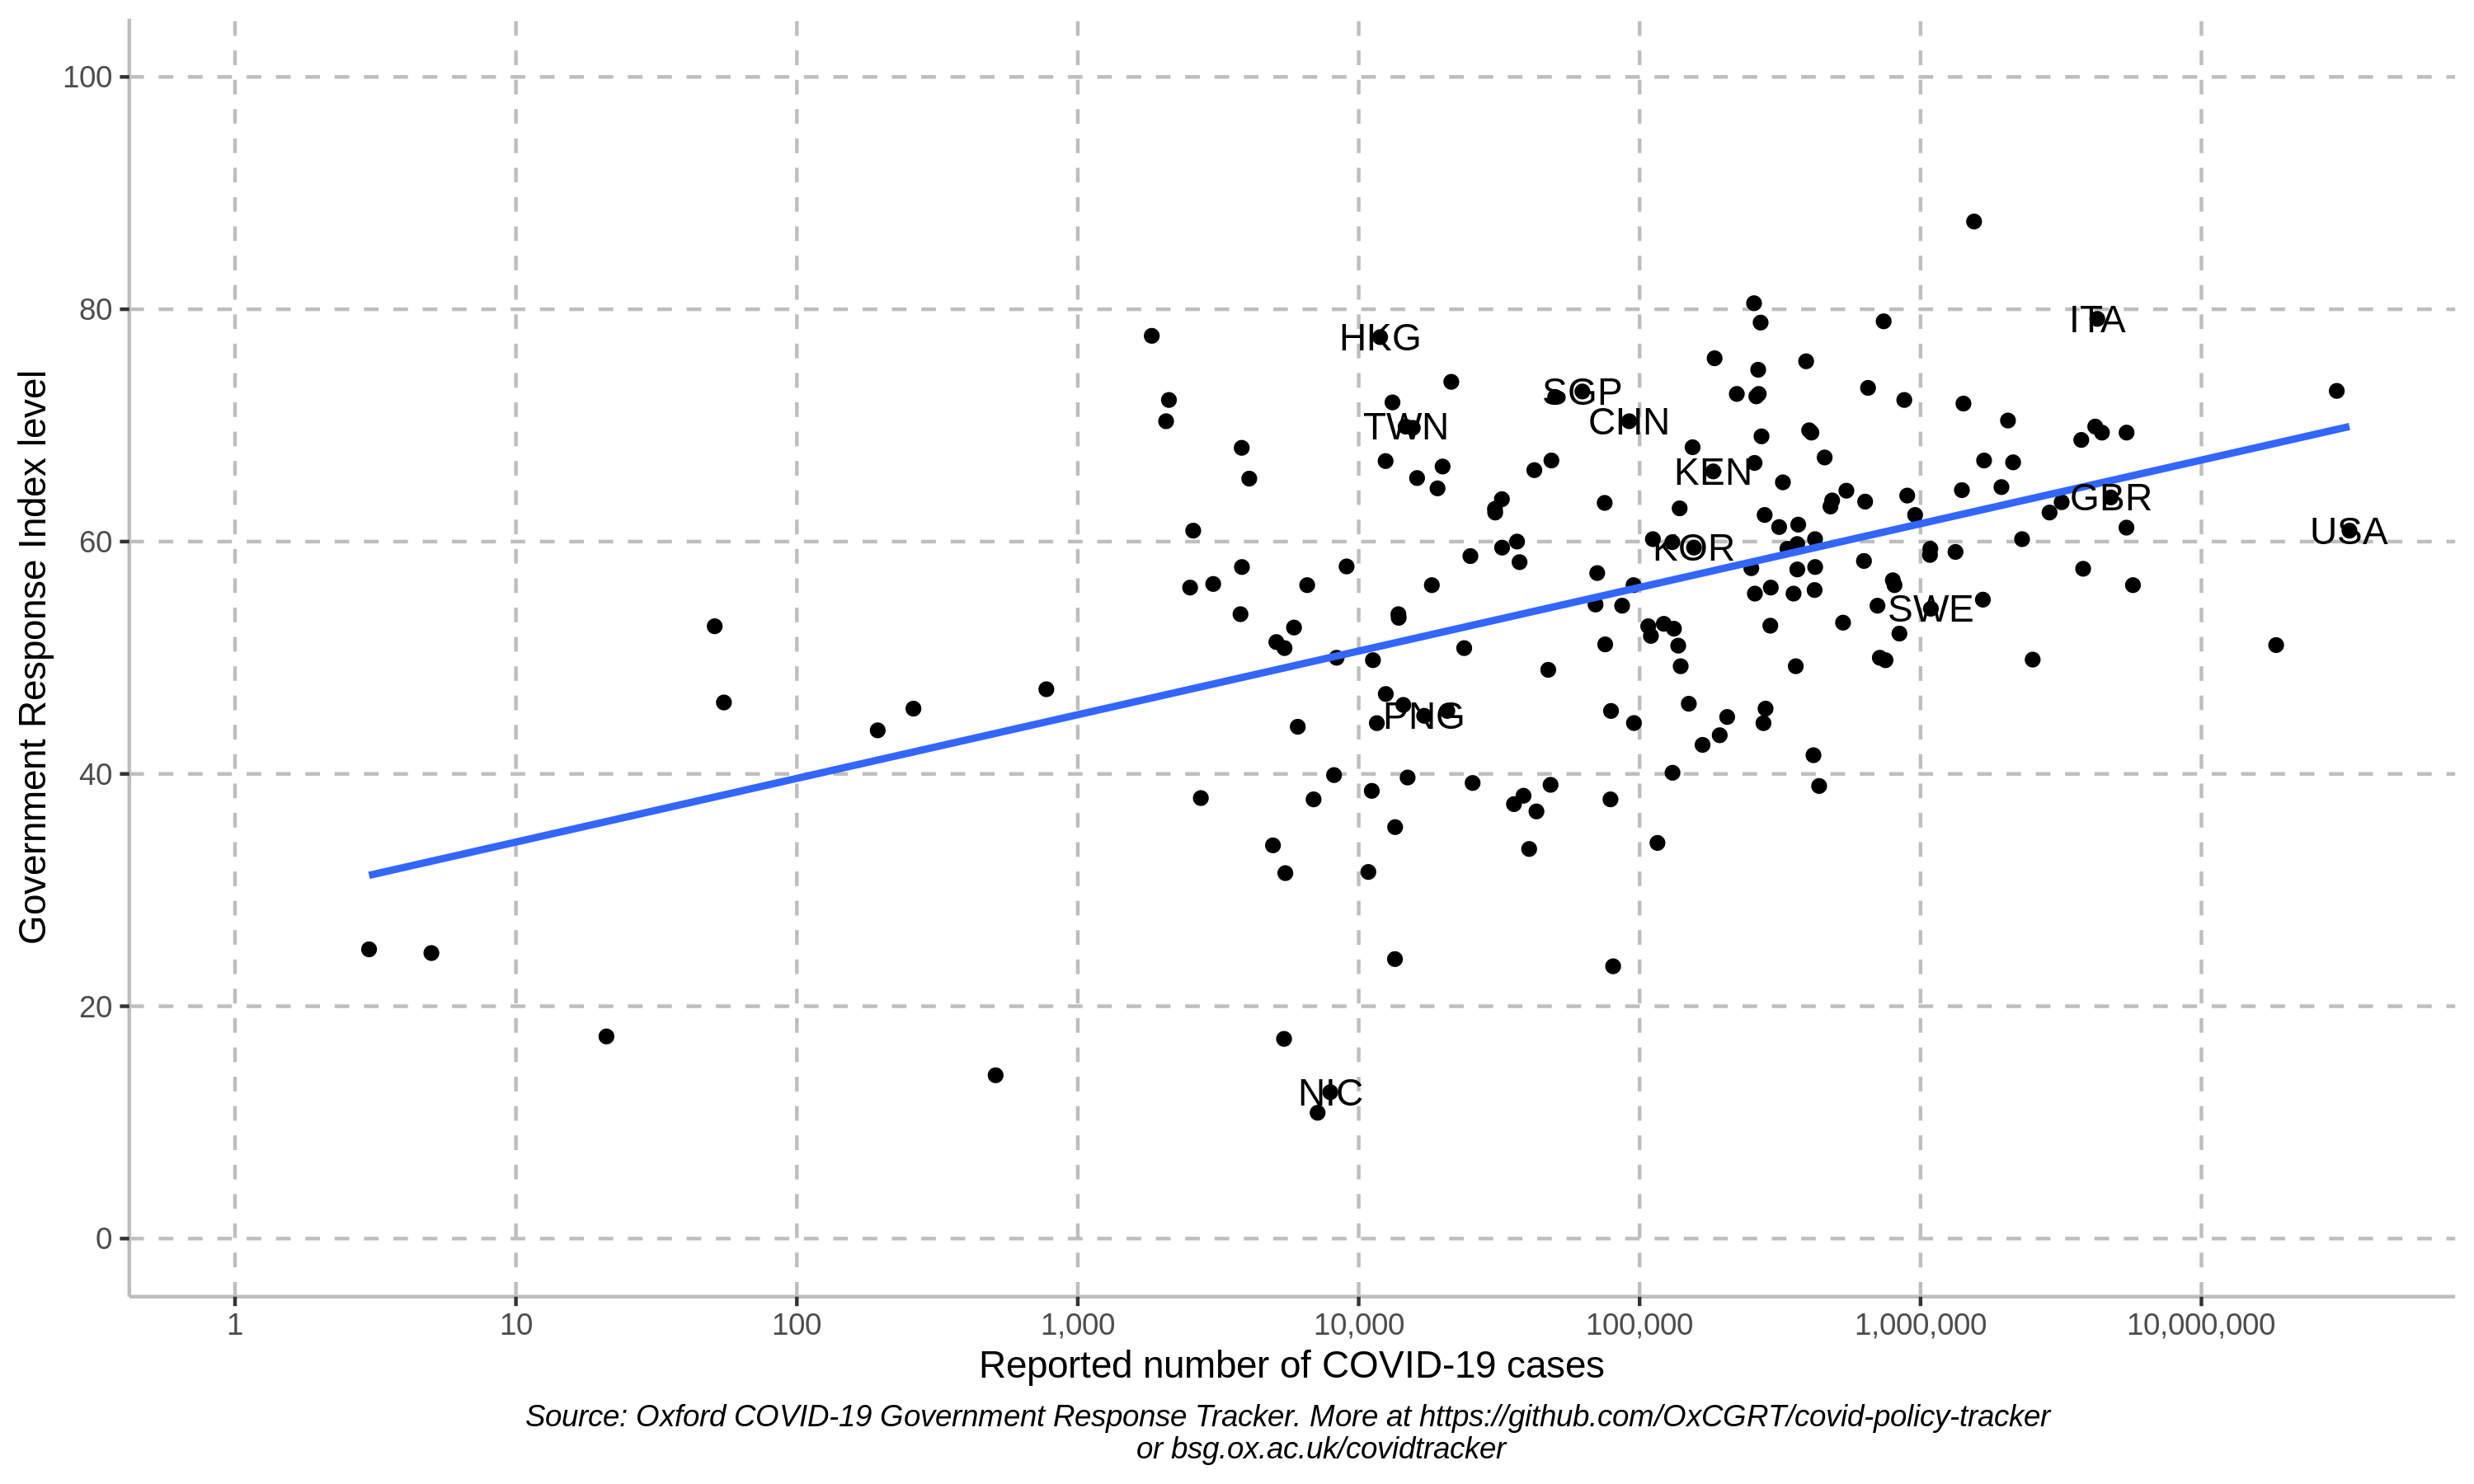 100
80
60
40
20
0
Government Response Index level
HKG
ITA
SGP
CHN
TWN
KEN
GBR
USA
KOR
SWE
PNG
NIC
1 10 100 1,000 10,000 100,000 1,000,000 10,000,000
Reported number of COVID-19 cases
Source: Oxford COVID-19 Government Response Tracker. More at https://github.com/OxCGRT/covid-policy-tracker
or bsg.ox.ac.uk/covidtracker